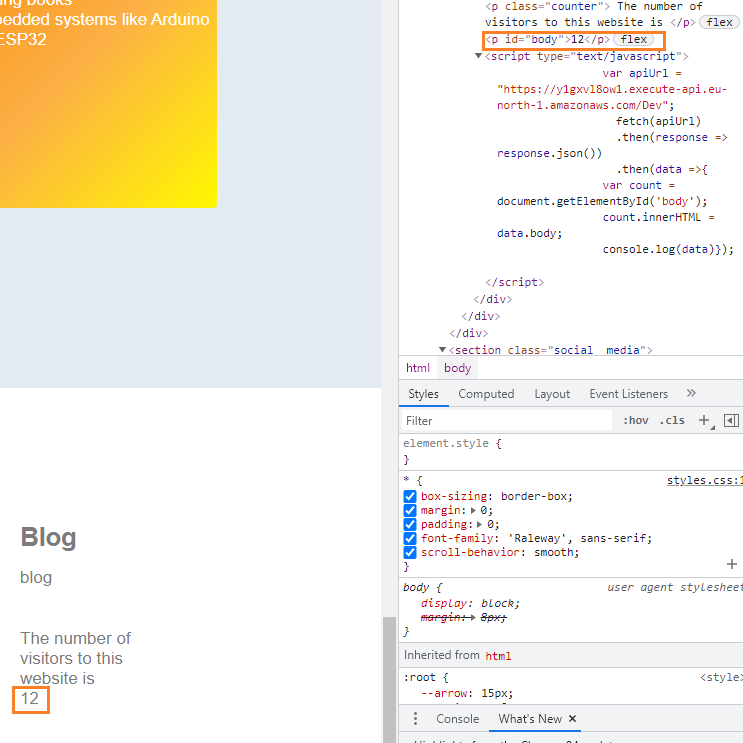 ing books
bedded systems like Arduino
ESP32
Blog
blog
The number of
visitors to this
website is
12
<p class="counter"> The number of
visitors to this website is </p> flex
<p id="body">12</p> flex
<script type="text/javascript">
var apiUrl =
"https://y1gxvl8ow1.execute-api.eu-
north-1.amazonaws.com/Dev";
fetch(apiUrl)
.then(response =>
response.json())
.then(data =>{
var count =
document.getElementById('body');
count.innerHTML =
data.body;
console.log(data)});
</script>
</div>
</div>
</div>
<section class="social media">
html body
Styles Computed Layout Event Listeners »
Filter :hov .cls +
element.style {
}
* { styles.css:1
box-sizing: border-box;
margin: 0;
padding: 0;
font-family: 'Raleway', sans-serif;
scroll-behavior: smooth;
}
body { user agent stylesheet
display: block;
margin: 8px;
}
Inherited from html
:root { <style>
--arrow: 15px;
Console What's New ×